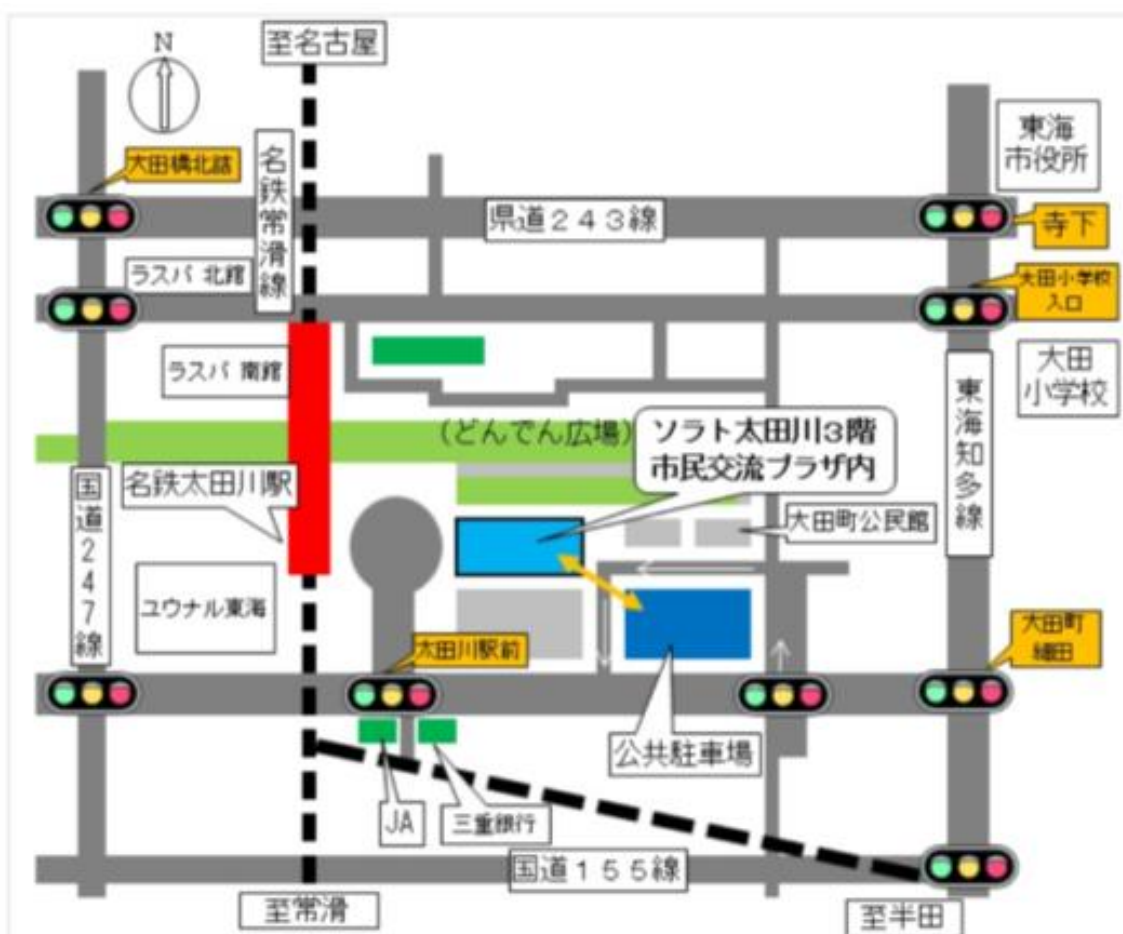 至名古屋
N
大田橋北詰
名鉄常滑線
東海
市役所
県道243線
寺下
ラスパ 北館
大田小学校
入口
ラスパ 南館
大田
小学校
東海知多線
(どんでん広場)
ソラト太田川3階
市民交流プラザ内
名鉄太田川駅
国道247線
大田町公民館
ユウナル東海
太田川駅前
大田町
細田
公共駐車場
JA
三重銀行
国道155線
至常滑
至半田